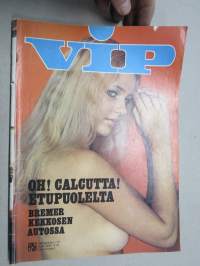 VIP
OH! CALCUTTA!
ETUPUOLELTA
BREMER
KEKKOSEN
AUTOSSA